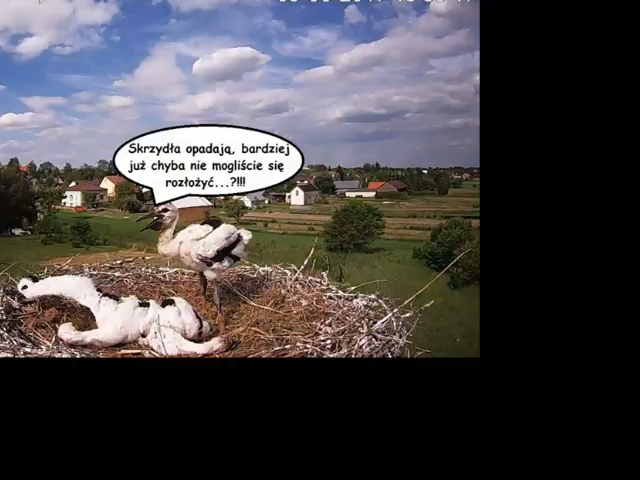 Skrzydła opadają, bardziej
już chyba nie mogliście się
rozłożyć...?!!!